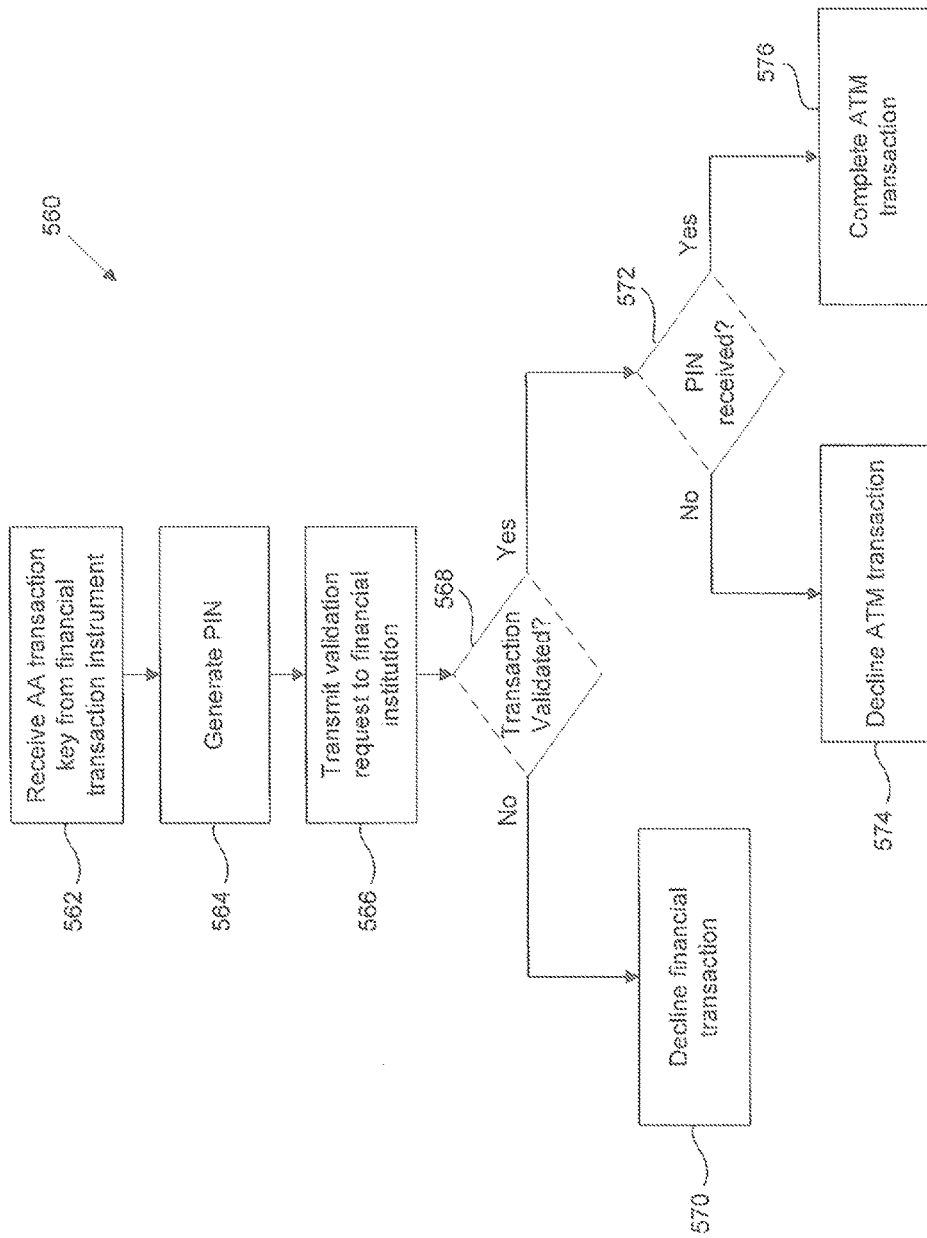 560
Receive AA transaction
key from financial
transaction instrument
562
Generate PIN
564
Transmit validation
request to financial
institution
566
Transaction
Validated?
568
No
Yes
Decline financial
transaction
570
PIN
received?
572
No
Yes
Decline ATM transaction
574
Complete ATM
transaction
576